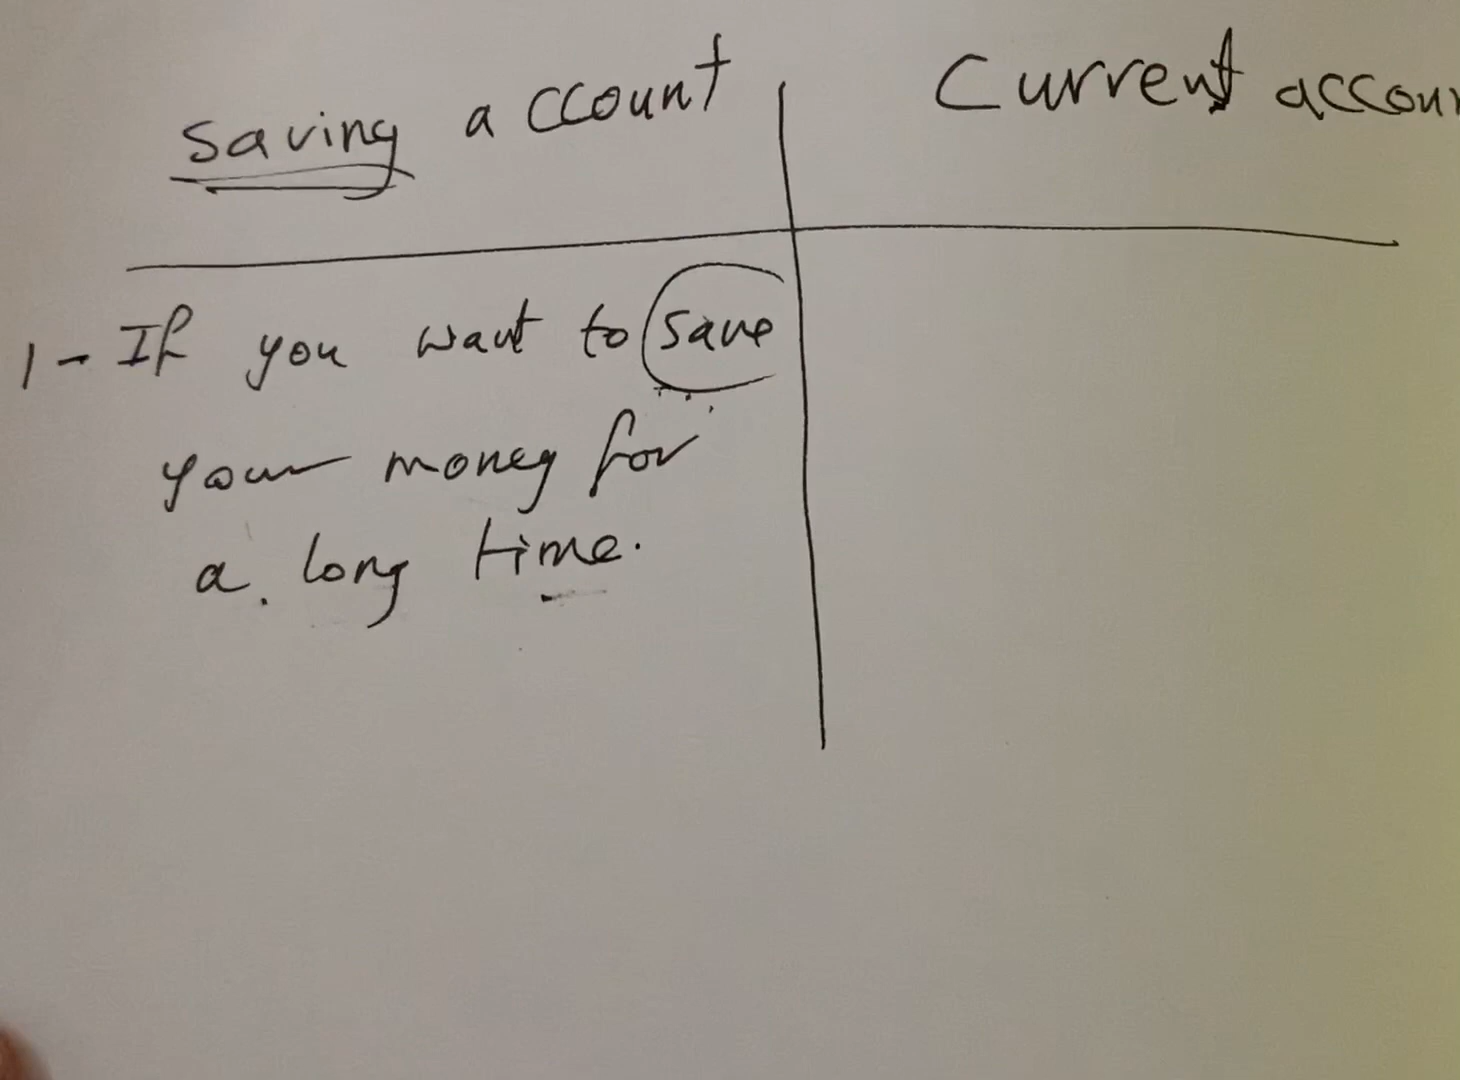 saving account
Current accoun
1- If you want to save
your money for
a long time.